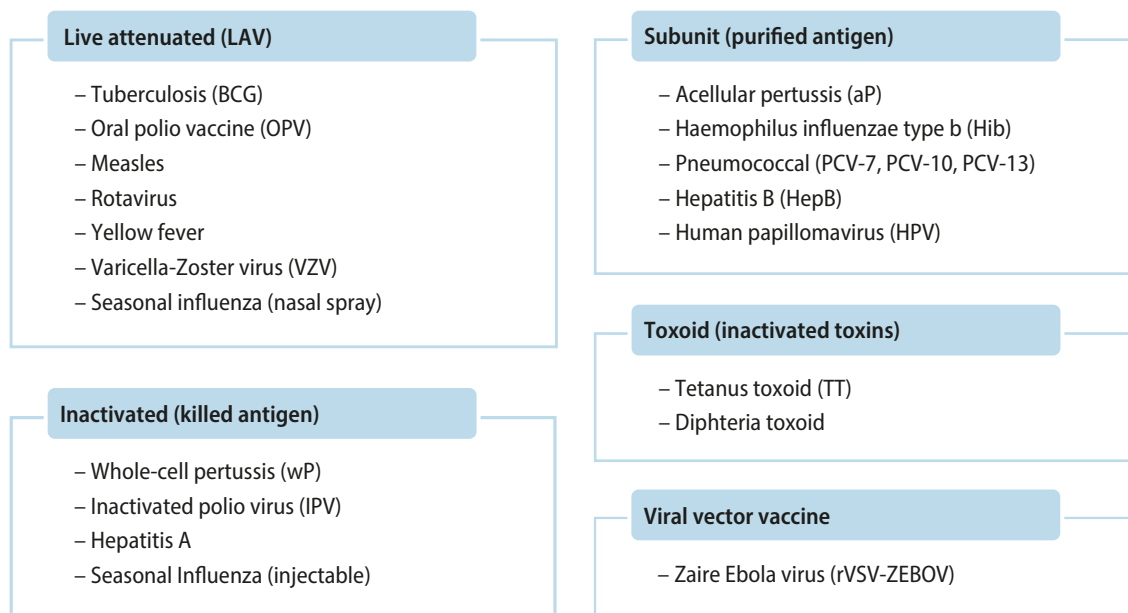 Live attenuated (LAV)
– Tuberculosis (BCG)
– Oral polio vaccine (OPV)
– Measles
– Rotavirus
– Yellow fever
– Varicella-Zoster virus (VZV)
– Seasonal influenza (nasal spray)
Inactivated (killed antigen)
– Whole-cell pertussis (wP)
– Inactivated polio virus (IPV)
– Hepatitis A
– Seasonal Influenza (injectable)
Subunit (purified antigen)
– Acellular pertussis (aP)
– Haemophilus influenzae type b (Hib)
– Pneumococcal (PCV-7, PCV-10, PCV-13)
– Hepatitis B (HepB)
– Human papillomavirus (HPV)
Toxoid (inactivated toxins)
– Tetanus toxoid (TT)
– Diphteria toxoid
Viral vector vaccine
– Zaire Ebola virus (rVSV-ZEBOV)